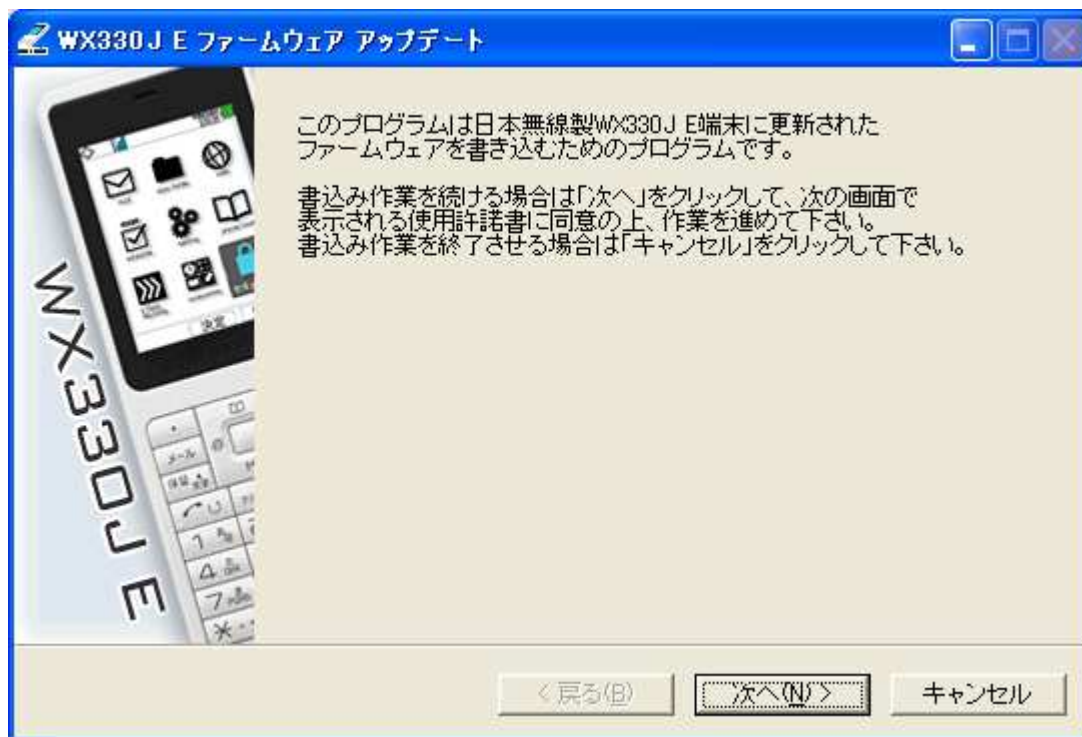 WX330J E ファームウェア アップデート
このプログラムは日本無線製WX330J E端末に更新された
ファームウェアを書き込むためのプログラムです。
書込み作業を続ける場合は「次へ」をクリックして、次の画面で
表示される使用許諾書に同意の上、作業を進めて下さい。
書込み作業を終了させる場合は「キャンセル」をクリックして下さい。
決定
メール
1
4
7
*
WX330J E
< 戻る(B)
次へ(N) >
キャンセル